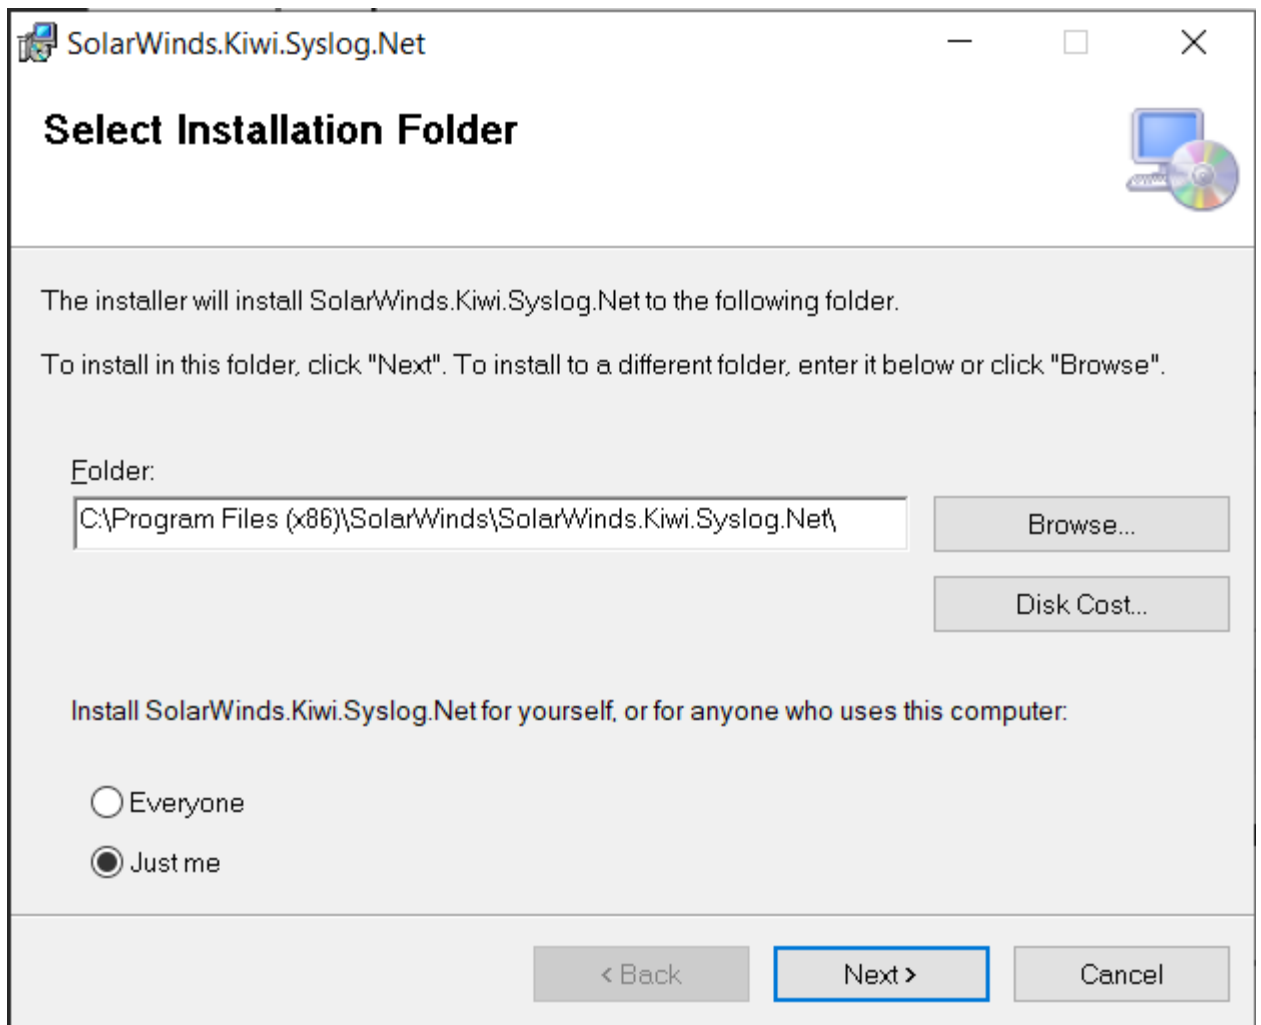 SolarWinds.Kiwi.Syslog.Net
Select Installation Folder
The installer will install SolarWinds.Kiwi.Syslog.Net to the following folder.
To install in this folder, click "Next". To install to a different folder, enter it below or click "Browse".
Folder:
C:\Program Files (x86)\SolarWinds\SolarWinds.Kiwi.Syslog.Net\
Browse...
Disk Cost...
Install SolarWinds.Kiwi.Syslog.Net for yourself, or for anyone who uses this computer:
Everyone
Just me
< Back
Next >
Cancel